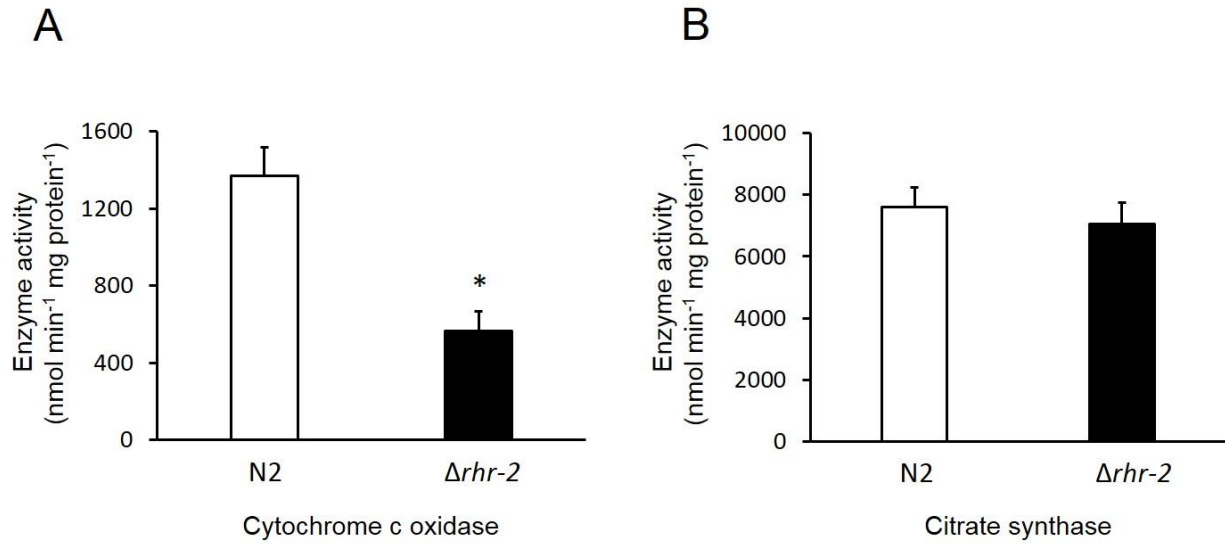 A
Enzyme activity
(nmol min⁻¹ mg protein⁻¹)
1600
1200
800
400
0
*
N2
Δrhr-2
Cytochrome c oxidase
B
Enzyme activity
(nmol min⁻¹ mg protein⁻¹)
10000
8000
6000
4000
2000
0
N2
Δrhr-2
Citrate synthase